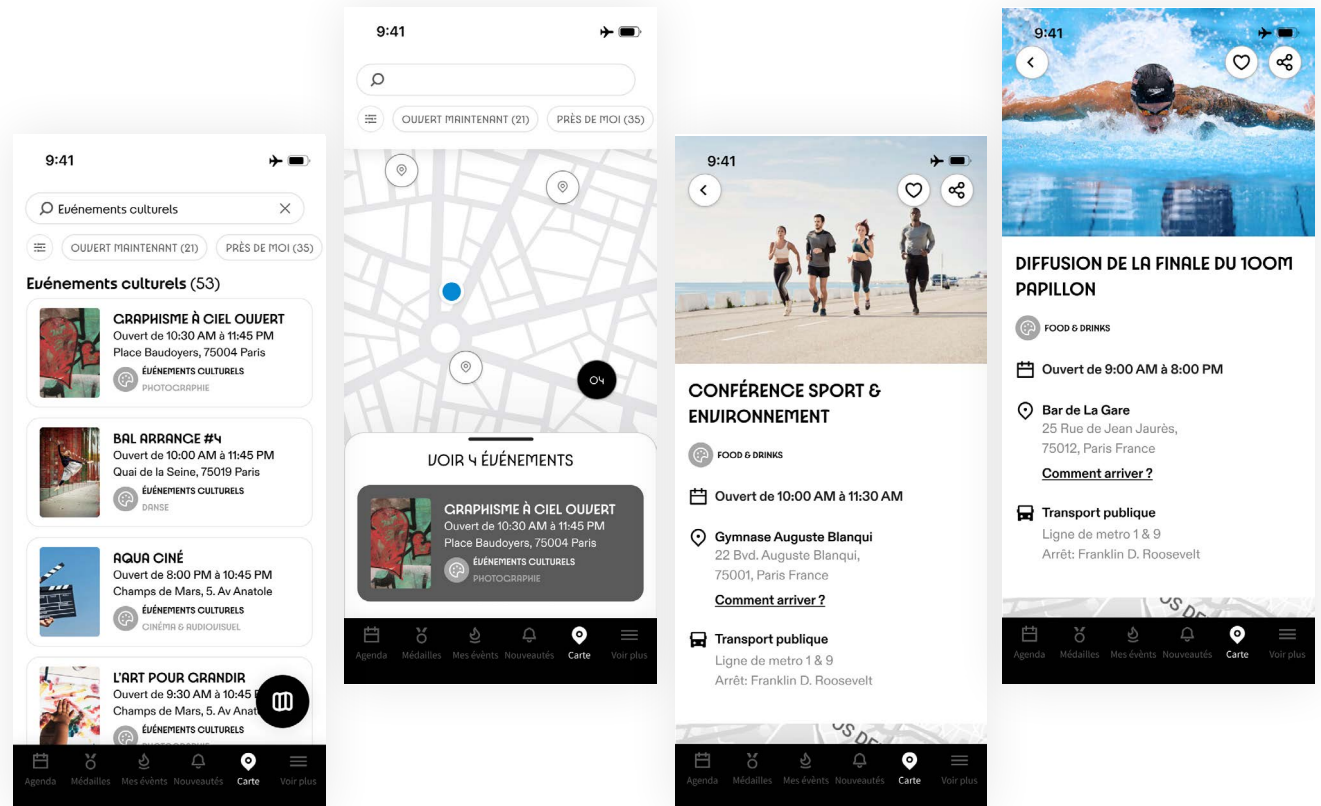 9:41
Evénements culturels
OUVERT MAINTENANT (21)
PRÈS DE MOI (35)
Evénements culturels (53)
GRAPHISME À CIEL OUVERT
Ouvert de 10:30 AM à 11:45 PM
Place Baudoyers, 75004 Paris
ÉVÉNEMENTS CULTURELS
PHOTOGRAPHIE
BAL ARRANGE #4
Ouvert de 10:00 AM à 11:45 PM
Quai de la Seine, 75019 Paris
ÉVÉNEMENTS CULTURELS
DANSE
AQUA CINÉ
Ouvert de 8:00 PM à 10:45 PM
Champs de Mars, 5. Av Anatole
ÉVÉNEMENTS CULTURELS
CINÉMA & AUDIOVISUEL
L'ART POUR GRANDIR
Ouvert de 9:30 AM à 10:45
Champs de Mars, 5. Av
ÉVÉNEMENTS CULTURELS
Agenda
Médailles
Mes évènts
Nouveautés
Carte
Voir plus
9:41
OUVERT MAINTENANT (21)
PRÈS DE MOI (35)
04
VOIR 4 ÉVÉNEMENTS
GRAPHISME À CIEL OUVERT
Ouvert de 10:30 AM à 11:45 PM
Place Baudoyers, 75004 Paris
ÉVÉNEMENTS CULTURELS
PHOTOGRAPHIE
Agenda
Médailles
Mes évènts
Nouveautés
Carte
Voir plus
9:41
CONFÉRENCE SPORT &
ENVIRONNEMENT
FOOD & DRINKS
Ouvert de 10:00 AM à 11:30 AM
Gymnase Auguste Blanqui
22 Bvd. Auguste Blanqui,
75001, Paris France
Comment arriver ?
Transport publique
Ligne de metro 1 & 9
Arrêt: Franklin D. Roosevelt
Agenda
Médailles
Mes évènts
Nouveautés
Carte
Voir plus
9:41
DIFFUSION DE LA FINALE DU 100M
PAPILLON
FOOD & DRINKS
Ouvert de 9:00 AM à 8:00 PM
Bar de La Gare
25 Rue de Jean Jaurès,
75012, Paris France
Comment arriver ?
Transport publique
Ligne de metro 1 & 9
Arrêt: Franklin D. Roosevelt
Agenda
Médailles
Mes évènts
Nouveautés
Carte
Voir plus